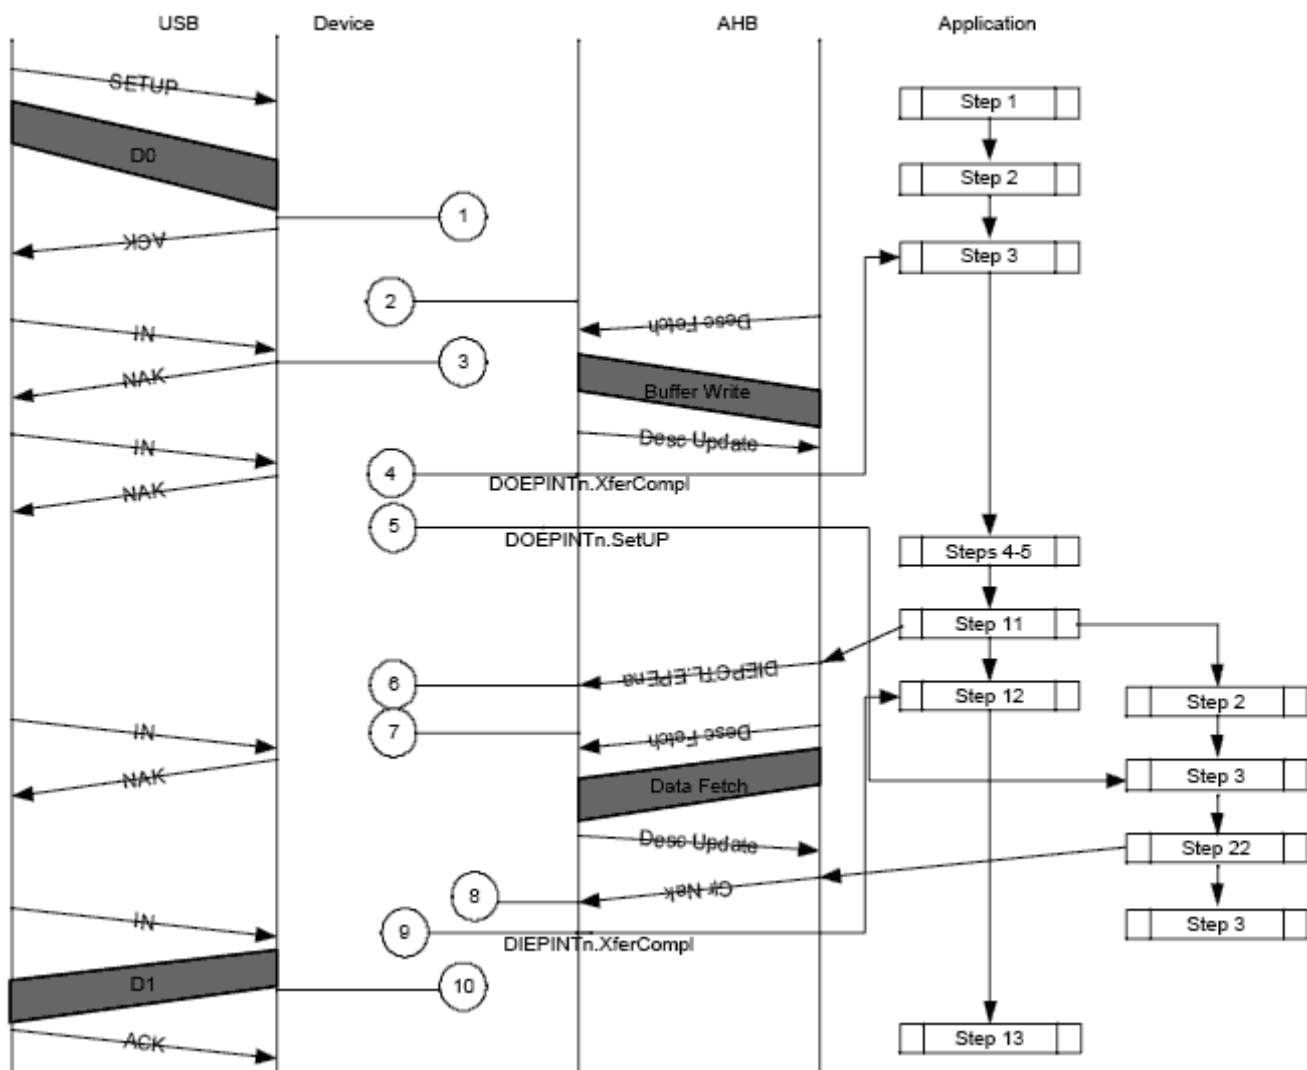 USB Device AHB Application
SETUP
Step 1
D0
Step 2
1
ACK
Step 3
2
Desc Fetch
IN
3
NAK
Buffer Write
IN
Desc Update
4
DOEPINTn.XferCompl
NAK
5
DOEPINTn.SetUP
Steps 4-5
Step 11
DIEPCTL.EPEna
6
Step 12
Step 2
IN
7
Desc Fetch
NAK
Data Fetch
Step 3
Desc Update
Step 22
8
Clr Nak
IN
Step 3
9
DIEPINTn.XferCompl
D1
10
ACK
Step 13